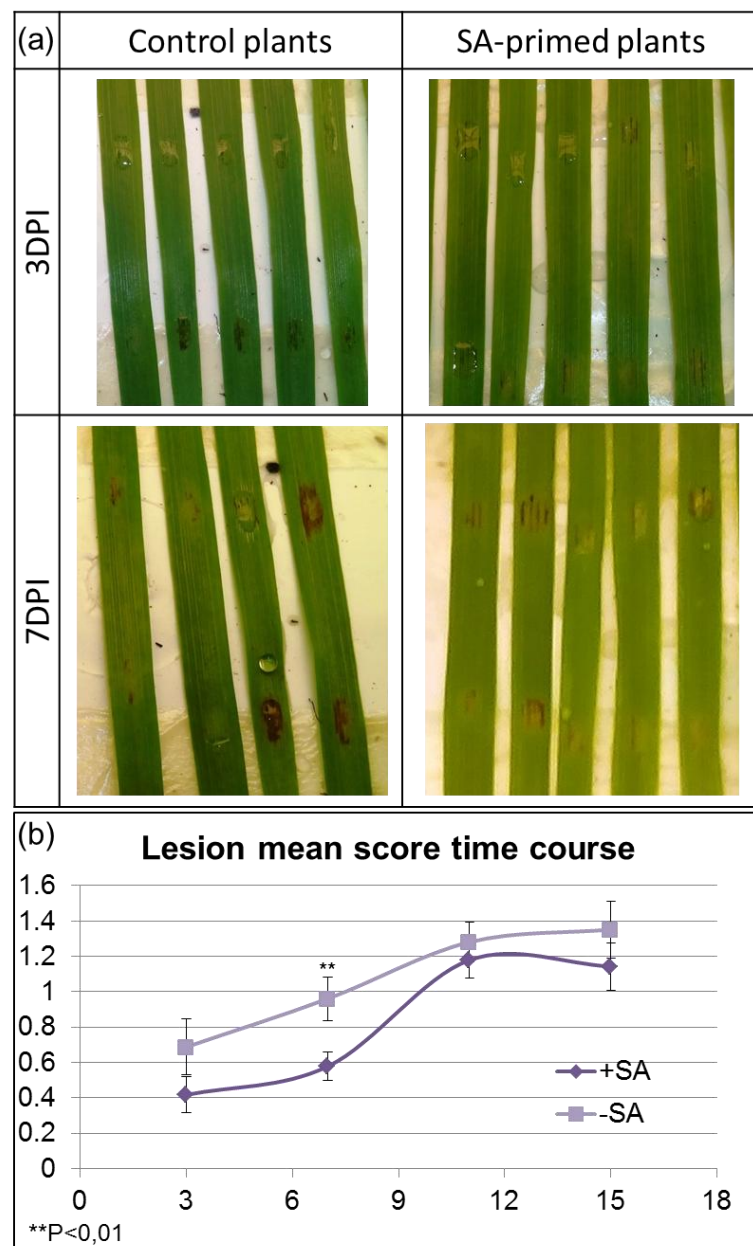 (a) Control plants SA-primed plants
3DPI
7DPI
(b)
Lesion mean score time course
1.6
1.4
1.2
1
0.8
0.6
0.4
0.2
0
**
+SA
-SA
0 3 6 9 12 15 18
**P<0,01